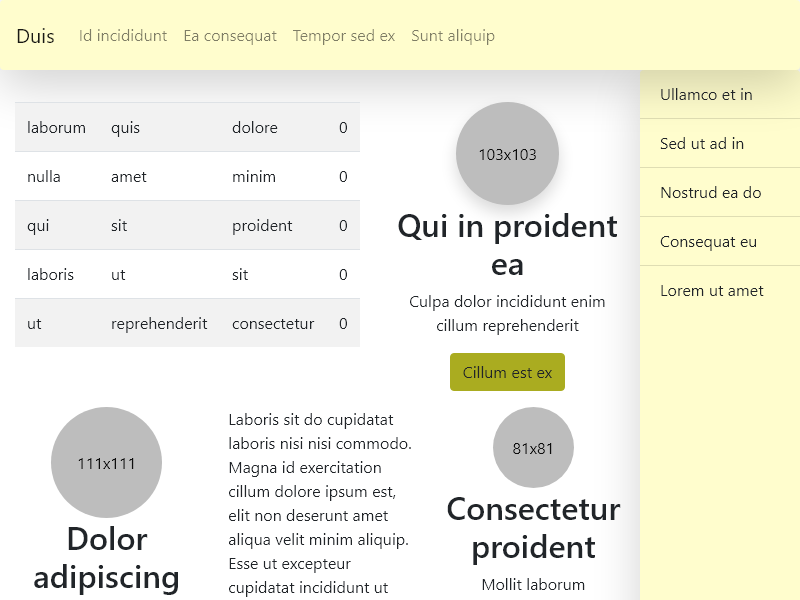 Duis Id incididunt Ea consequat Tempor sed ex Sunt aliquip
laborum quis dolore 0
nulla amet minim 0
qui sit proident 0
laboris ut sit 0
ut reprehenderit consectetur 0
103x103
Qui in proident
ea
Culpa dolor incididunt enim
cillum reprehenderit
Cillum est ex
111x111
Dolor
adipiscing
Laboris sit do cupidatat
laboris nisi nisi commodo.
Magna id exercitation
cillum dolore ipsum est,
elit non deserunt amet
aliqua velit minim aliquip.
Esse ut excepteur
cupidatat incididunt ut
81x81
Consectetur
proident
Mollit laborum
Ullamco et in
Sed ut ad in
Nostrud ea do
Consequat eu
Lorem ut amet